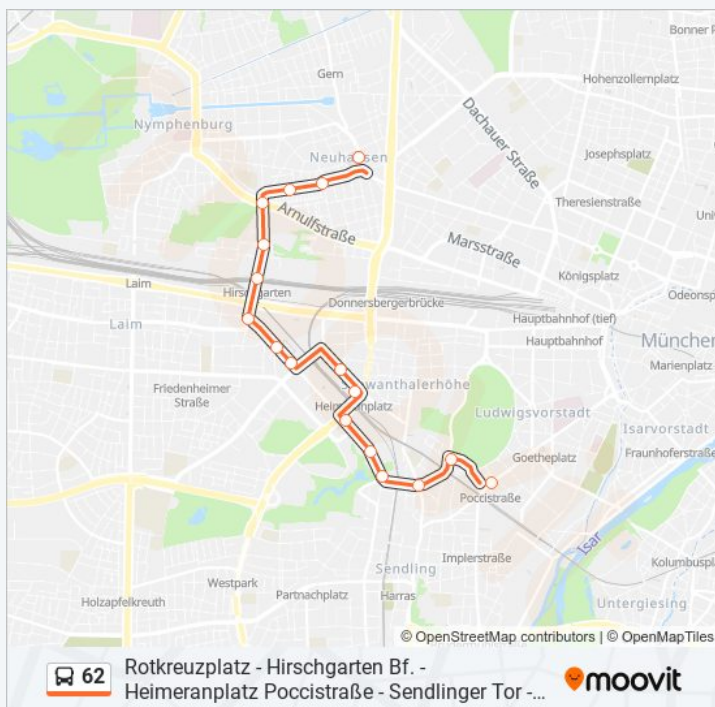 Bonner P
Gern
Hohenzollernplatz
Nymphenburg
Dachauer Straße
Neuhausen
Josephsplatz
Theresienstraße
Arnulfstraße
Marsstraße
Königsplatz
Laim
Hirschgarten
Odeonsp
Donnersbergerbrücke
Hauptbahnhof (tief)
Laim
Hauptbahnhof
Münche
Marienplatz
Friedenheimer
Straße
Heimeranplatz
Ludwigsvorstadt
Isarvorstadt
Goetheplatz
Fraunhoferstraße
Poccistraße
Isar
Implerstraße
Sendling
Kolumbuspla
Westpark
Partnachplatz
Harras
Holzapfelkreuth
Untergiesing
© OpenStreetMap contributors | © OpenMapTiles
62
Rotkreuzplatz - Hirschgarten Bf. -
Heimeranplatz Poccistraße - Sendlinger Tor -...
moovit